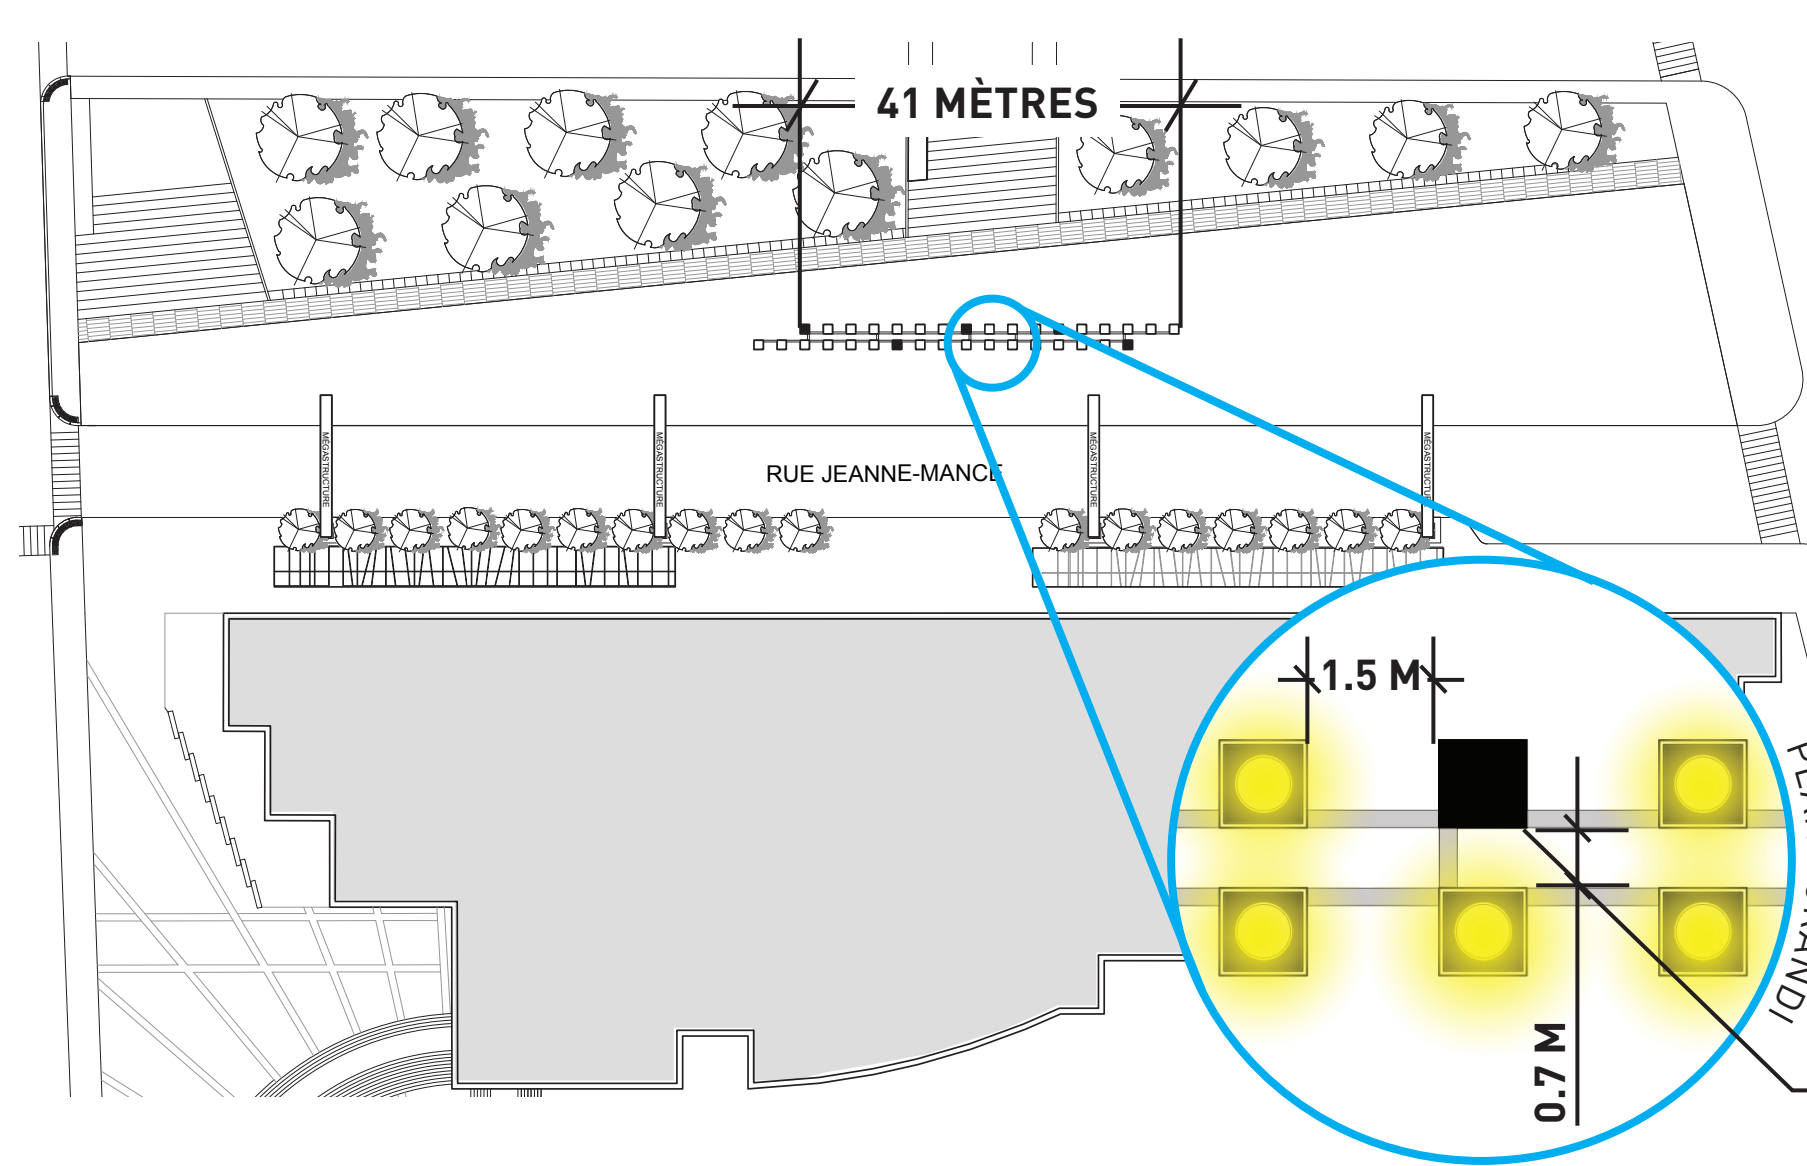 41 MÈTRES
MÉGASTRUCTURE
MÉGASTRUCTURE
MÉGASTRUCTURE
MÉGASTRUCTURE
RUE JEANNE-MANCE
1.5 M
0.7 M